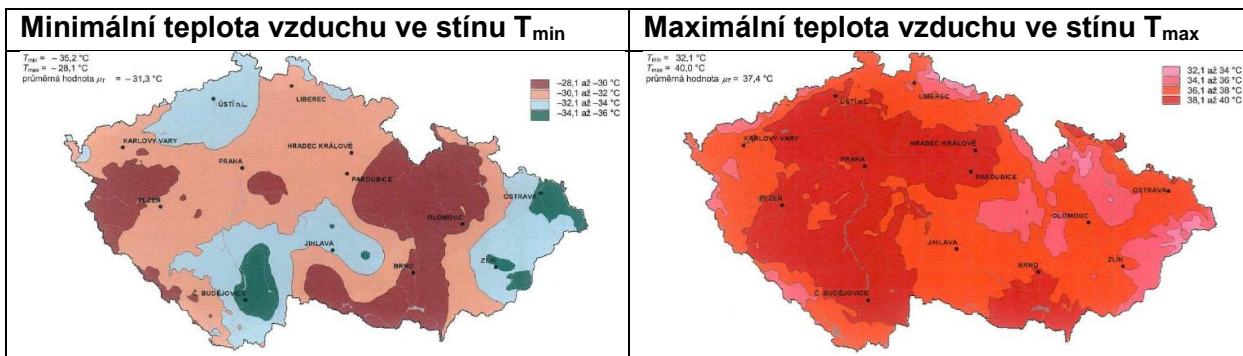 Minimální teplota vzduchu ve stínu Tmin
Tmin = – 35,2 °C
Tmax = – 28,1 °C
průměrná hodnota μT = – 31,3 °C
–28,1 až –30 °C
–30,1 až –32 °C
–32,1 až –34 °C
–34,1 až –36 °C
ÚSTÍ n.L.
LIBEREC
KARLOVY VARY
PRAHA
HRADEC KRÁLOVÉ
PARDUBICE
PLZEŇ
OSTRAVA
OLOMOUC
JIHLAVA
BRNO
ZLÍN
Č. BUDĚJOVICE
Maximální teplota vzduchu ve stínu Tmax
Tmin = 32,1 °C
Tmax = 40,0 °C
průměrná hodnota μT = 37,4 °C
32,1 až 34 °C
34,1 až 36 °C
36,1 až 38 °C
38,1 až 40 °C
ÚSTÍ n.L.
LIBEREC
KARLOVY VARY
PRAHA
HRADEC KRÁLOVÉ
PARDUBICE
PLZEŇ
OSTRAVA
OLOMOUC
JIHLAVA
BRNO
ZLÍN
Č. BUDĚJOVICE